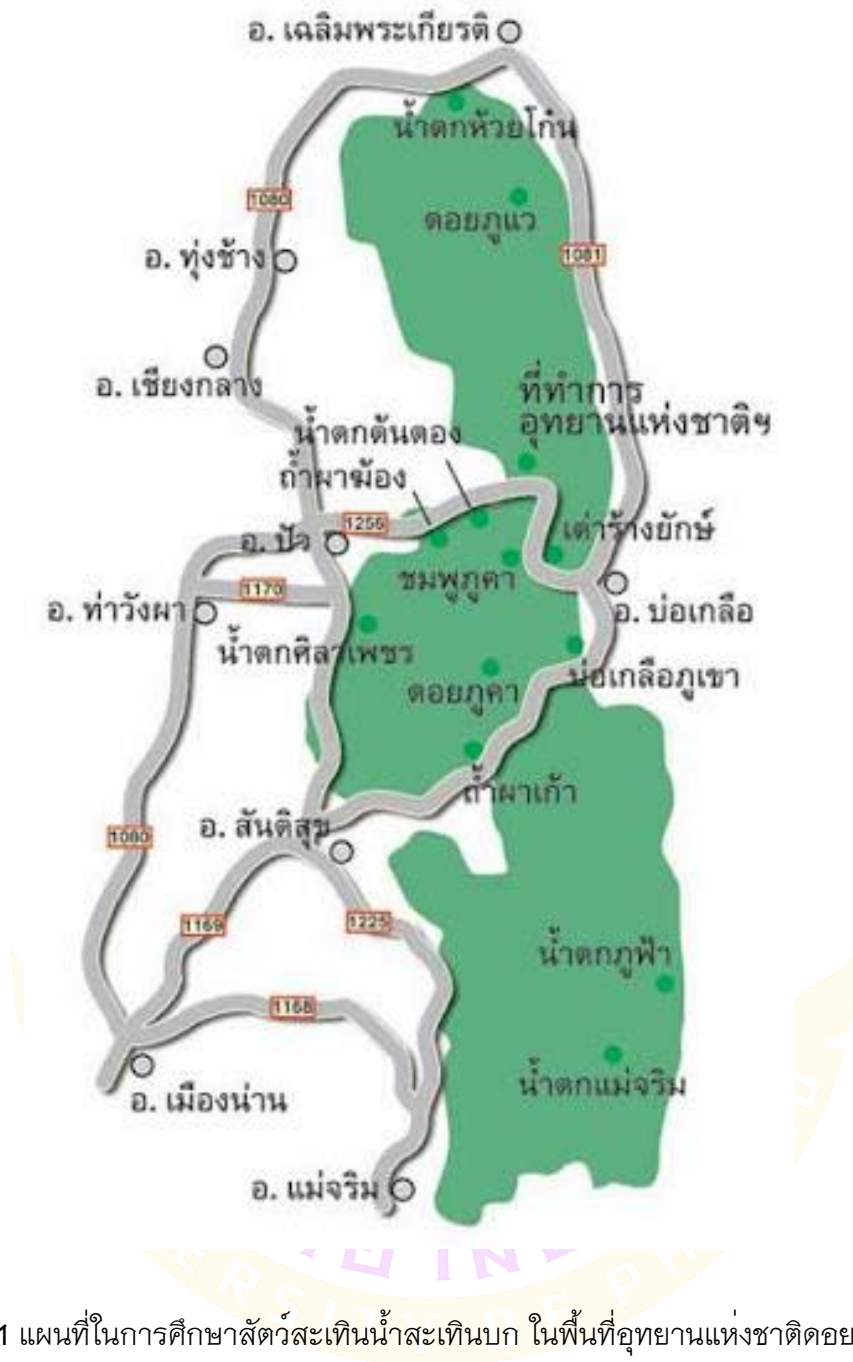 อ. เฉลิมพระเกียรติ
น้ำตกห้วยโก๋น
1080
ดอยภูแว
อ. ทุ่งช้าง
1081
อ. เชียงกลาง
ที่ทำการ
อุทยานแห่งชาติฯ
น้ำตกต้นตอง
ถ้ำผาฆ้อง
1256
อ. ปัว
เต่าร้างยักษ์
ชมพูภูคา
1170
อ. ท่าวังผา
อ. บ่อเกลือ
น้ำตกศิลาเพชร
บ่อเกลือภูเขา
ดอยภูคา
ถ้ำผาเก้า
อ. สันติสุข
1080
1169
1225
น้ำตกภูฟ้า
1168
น้ำตกแม่จริม
อ. เมืองน่าน
อ. แม่จริม
1 แผนที่ในการศึกษาสัตว์สะเทินน้ำสะเทินบก ในพื้นที่อุทยานแห่งชาติดอย